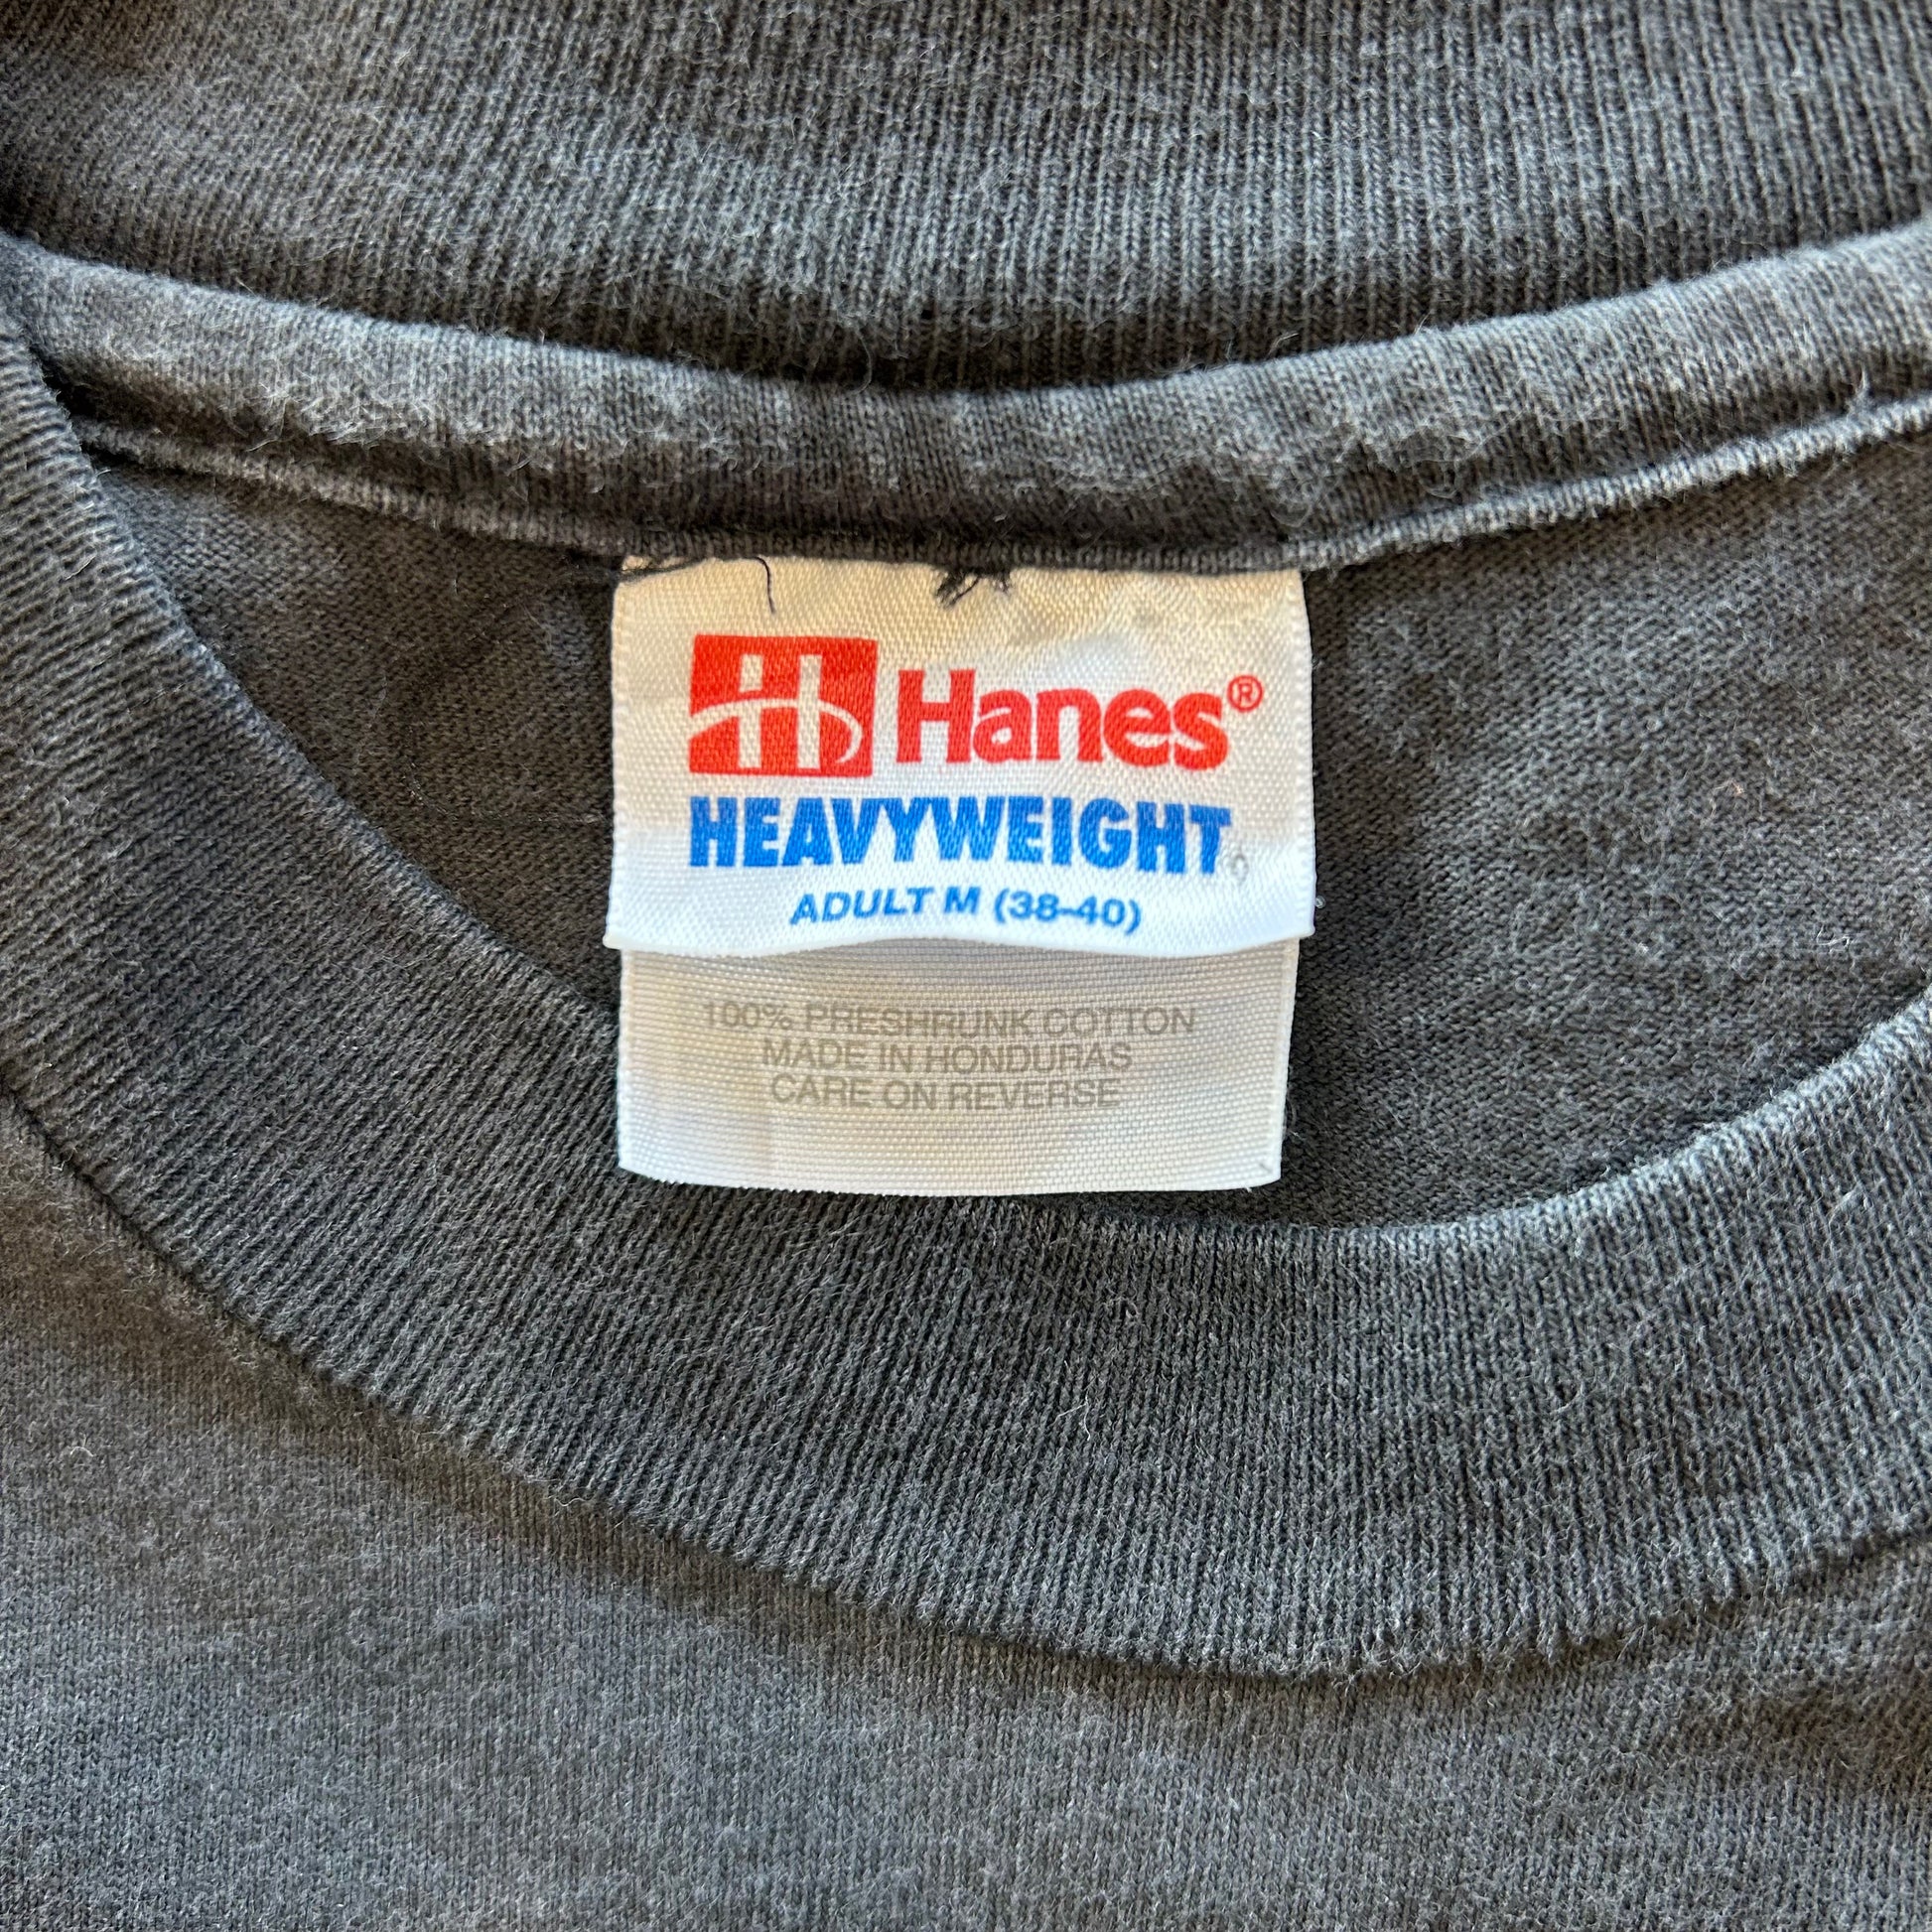 Hanes®
HEAVYWEIGHT
ADULT M (38-40)
100% PRESHRUNK COTTON
MADE IN HONDURAS
CARE ON REVERSE